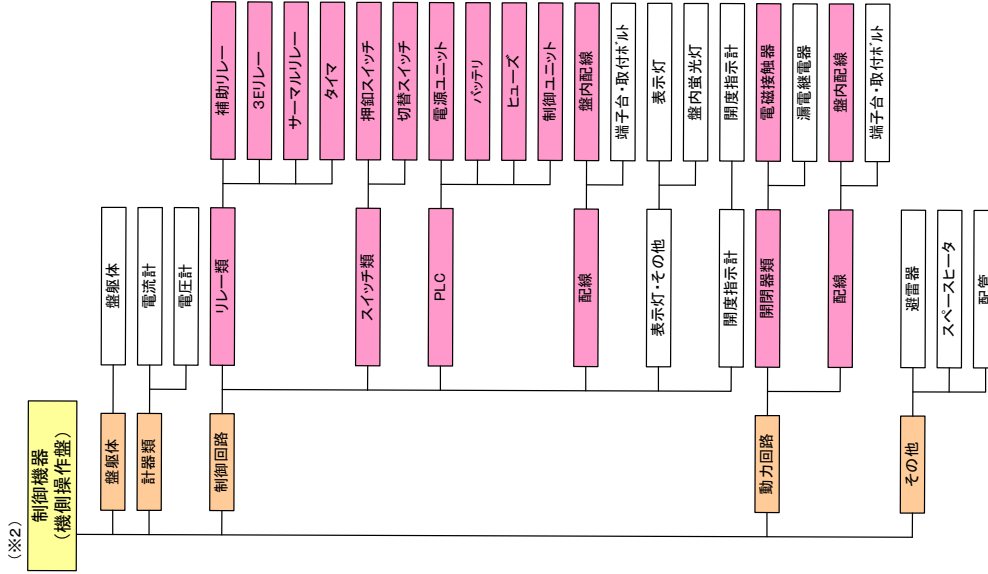 (※2)
制御機器
(機側操作盤)
盤躯体
盤躯体
計器類
電流計
電圧計
制御回路
リレー類
補助リレー
3Eリレー
サーマルリレー
タイマ
スイッチ類
押釦スイッチ
切替スイッチ
PLC
電源ユニット
バッテリ
ヒューズ
制御ユニット
配線
盤内配線
端子台・取付ボルト
表示灯・その他
表示灯
盤内蛍光灯
開度指示計
開度指示計
動力回路
開閉器類
電磁接触器
漏電継電器
配線
盤内配線
端子台・取付ボルト
その他
避雷器
スペースヒータ
配管